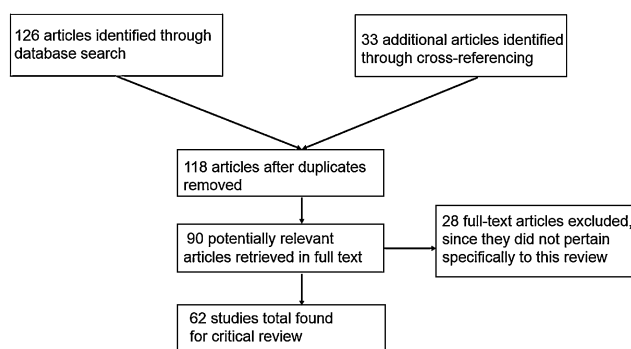 126 articles identified through
database search
33 additional articles identified
through cross-referencing
118 articles after duplicates
removed
90 potentially relevant
articles retrieved in full text
28 full-text articles excluded,
since they did not pertain
specifically to this review
62 studies total found
for critical review